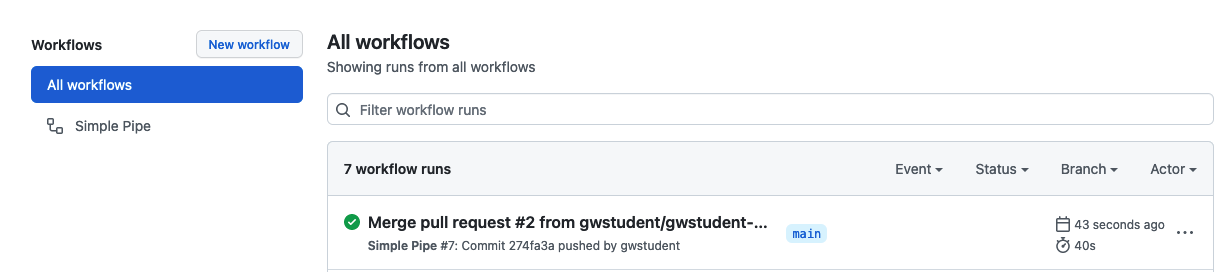 Workflows
New workflow
All workflows
Simple Pipe
All workflows
Showing runs from all workflows
Filter workflow runs
7 workflow runs
Event
Status
Branch
Actor
Merge pull request #2 from gwstudent/gwstudent-...
main
43 seconds ago
Simple Pipe #7: Commit 274fa3a pushed by gwstudent
40s